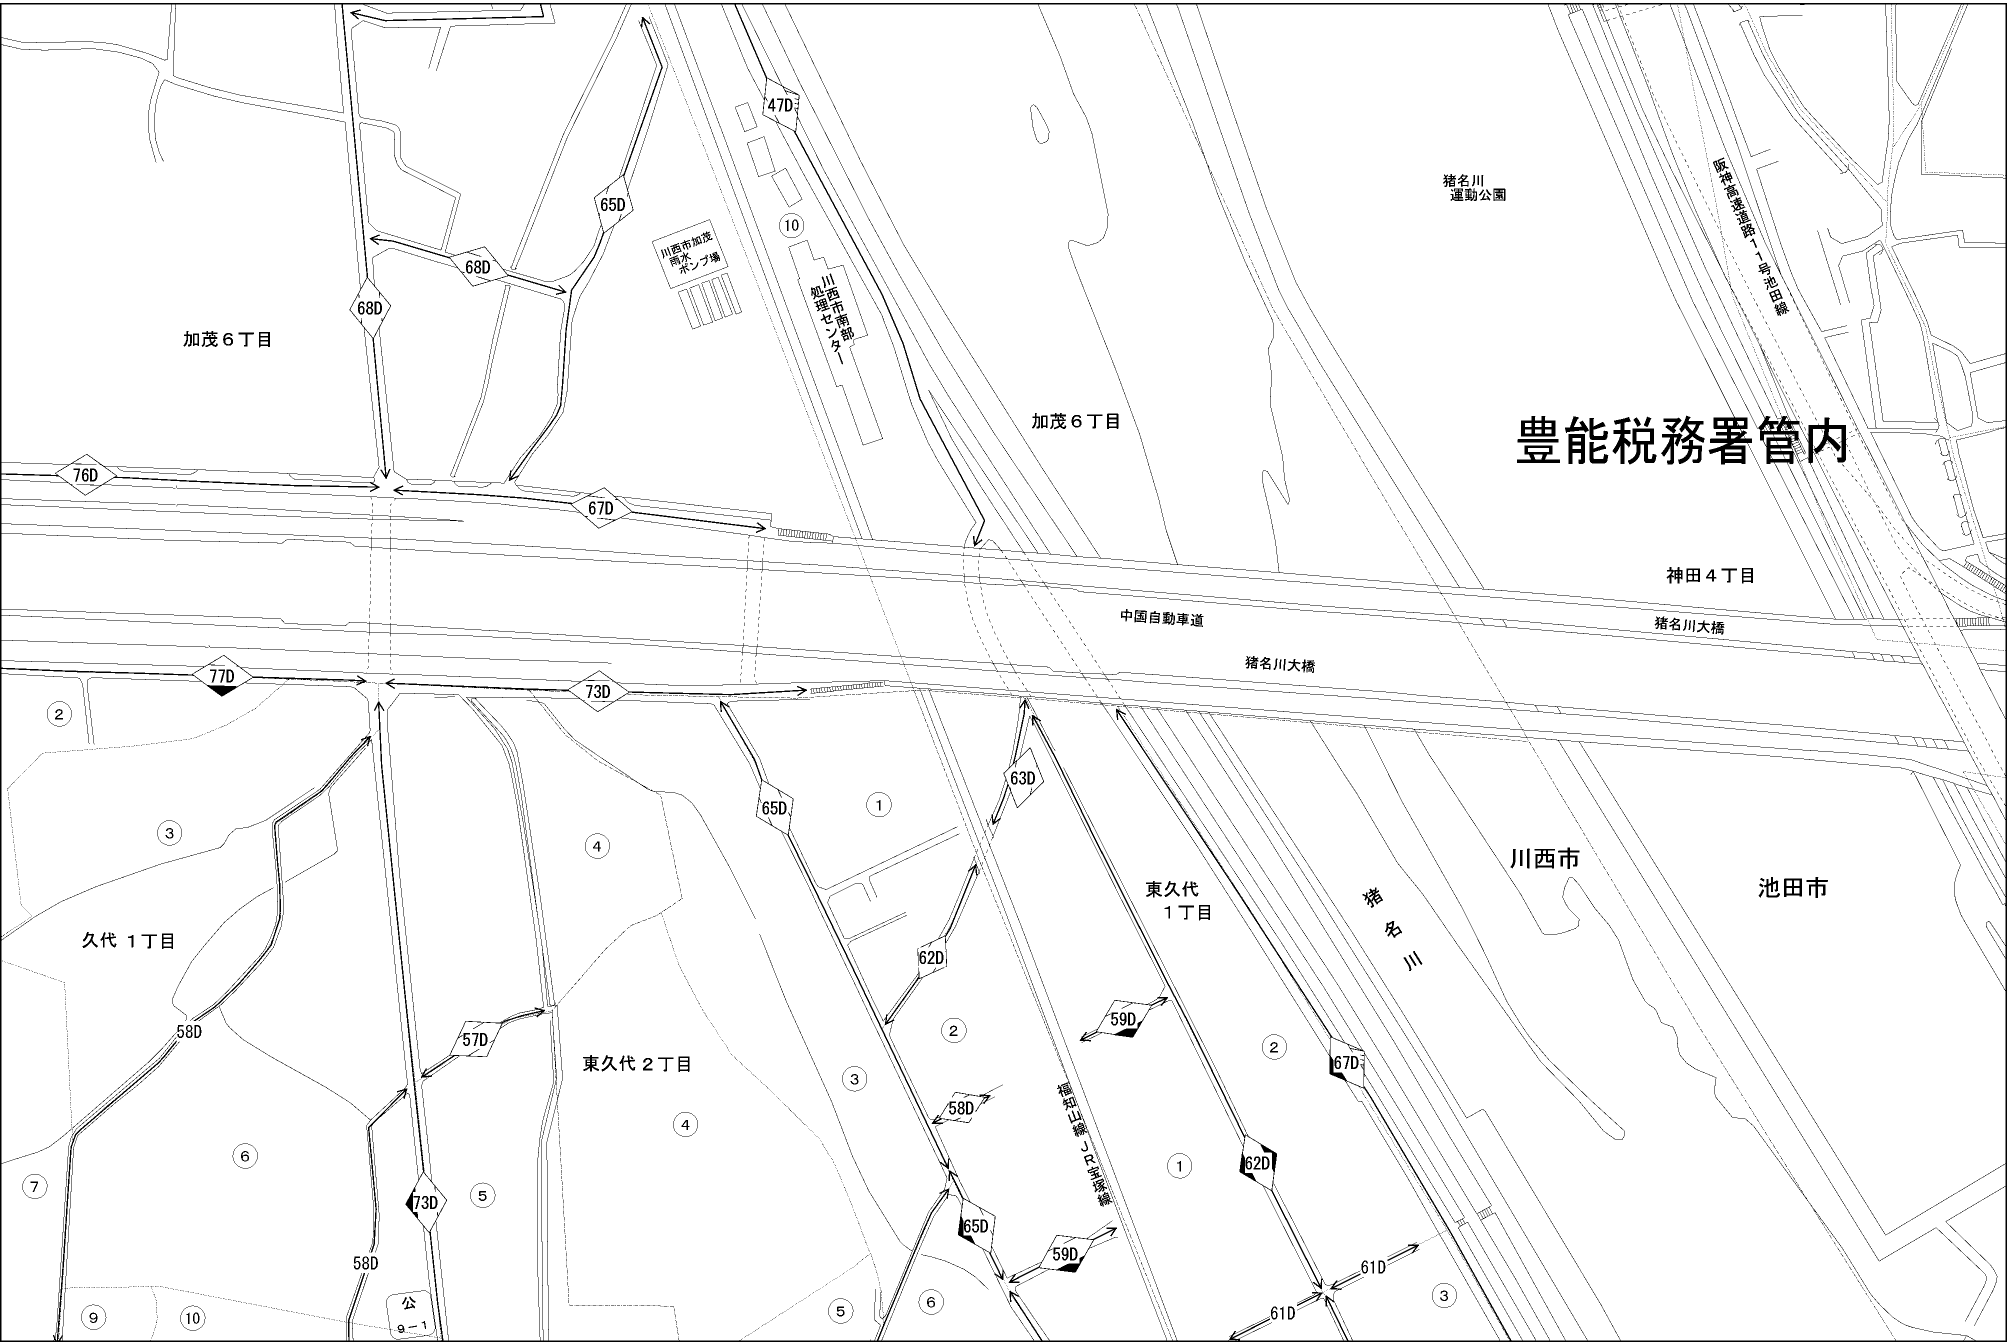 47D
65D
10
68D
68D
川西市加茂
雨水
ポンプ場
川西市南部
処理センター
猪名川
運動公園
阪神高速道路11号池田線
加茂6丁目
加茂6丁目
豊能税務署管内
76D
67D
神田4丁目
中国自動車道
猪名川大橋
猪名川大橋
77D
73D
2
63D
65D
1
3
4
川西市
池田市
東久代
1丁目
猪名川
久代 1丁目
62D
58D
57D
2
59D
2
67D
東久代2丁目
3
58D
福知山線 JR宝塚線
4
6
1
62D
7
73D
5
65D
59D
58D
61D
公
9-1
9
10
5
6
61D
3